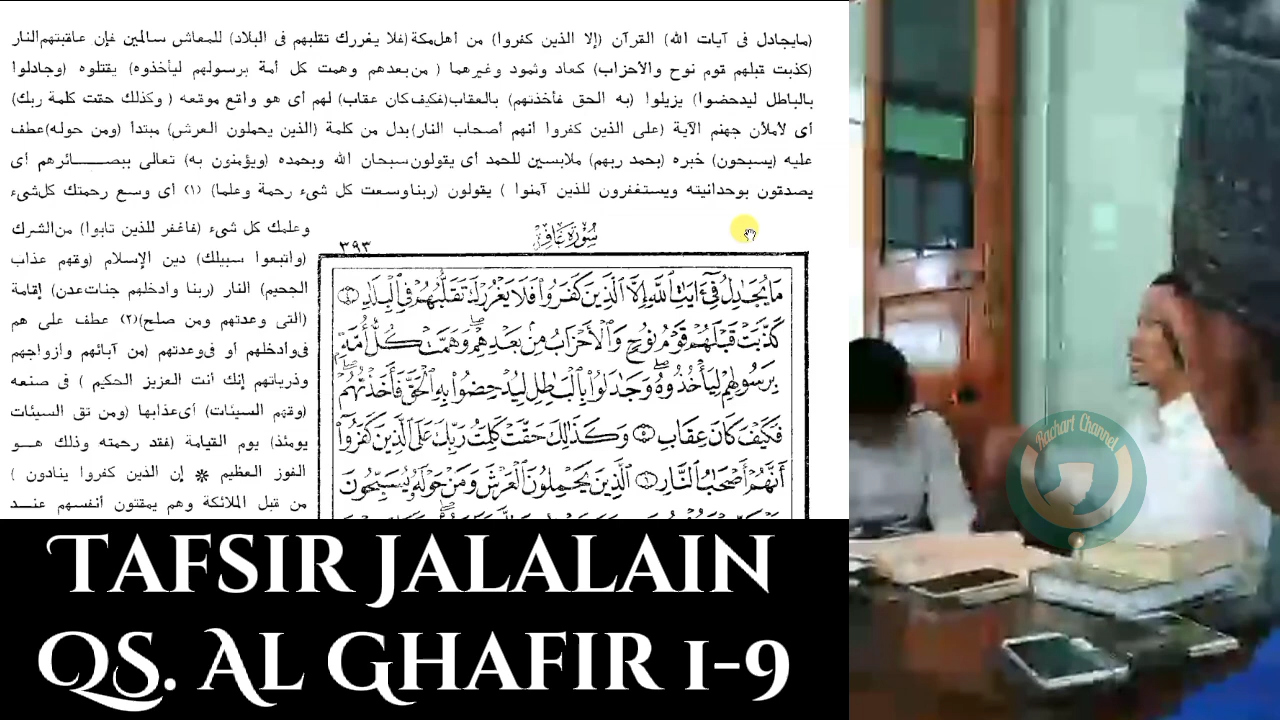 (مايجادل فى آيات الله) القرآن (إلا الذين كفروا) من أهل مكة (فلا يغررك تقلبهم فى البلاد) للمعاش سالمين فإن عاقبتهم النار
(كذبت قبلهم قوم نوح والأحزاب) كعاد وثمود وغيرهما (من بعدهم وهمت كل أمة برسولهم ليأخذوه) يقتلوه (وجادلوا
بالباطل ليدحضوا) يزيلوا (به الحق فأخذتهم) بالعقاب (فكيف كان عقاب) لهم أى هو واقع موقعه (وكذلك حقت كلمة ربك)
أى لأملأن جهنم الآية (على الذين كفروا أنهم أصحاب النار) بدل من كلمة (الذين يحملون العرش) مبتدأ (ومن حوله) عطف
عليه (يسبحون) خبره (بحمد ربهم) ملابسين للحمد أى يقولون سبحان الله وبحمده (ويؤمنون به) تعالى ببصائرهم أى
يصدقون بوحدانيته ويستغفرون للذين آمنوا ) يقولون (ربنا وسعت كل شىء رحمة وعلما) (١) أى وسع رحمتك كل شىء
وعلمك كل شىء (فاغفر للذين تابوا) من الشرك
(واتبعوا سبيلك) دين الإسلام (وقهم عذاب
الجحيم) النار (ربنا وادخلهم جنات عدن) إقامة
(التى وعدتهم ومن صلح) (٢) عطف على هم
فى وادخلهم أو فى وعدتهم (من آبائهم وازواجهم
وذرياتهم إنك أنت العزيز الحكيم ) فى صنعه
(وقهم السيئات) أى عذابها (ومن تق السيئات
يومئذ) يوم القيامة (فقد رحمته وذلك هو
الفوز العظيم * إن الذين كفروا ينادون )
من قبل الملائكة وهم يمقتون أنفسهم عند
سورة غافر
٣٩٣
مَا يُجَادِلُ فِىٓ ءَايَاتِ ٱللَّهِ إِلَّا ٱلَّذِينَ كَفَرُوا۟ فَلَا يَغْرُرْكَ تَقَلُّبُهُمْ فِى ٱلْبِلَادِ ٤
كَذَّبَتْ قَبْلَهُمْ قَوْمُ نُوحٍ وَٱلْأَحْزَابُ مِنۢ بَعْدِهِمْ وَهَمَّتْ كُلُّ أُمَّةٍۭ
بِرَسُولِهِمْ لِيَأْخُذُوهُ وَجَادَلُوا۟ بِٱلْبَاطِلِ لِيُدْحِضُوا۟ بِهِ ٱلْحَقَّ فَأَخَذْتُهُمْ
فَكَيْفَ كَانَ عِقَابِ ٥ وَكَذَٰلِكَ حَقَّتْ كَلِمَتُ رَبِّكَ عَلَى ٱلَّذِينَ كَفَرُوٓا۟
أَنَّهُمْ أَصْحَابُ ٱلنَّارِ ٦ ٱلَّذِينَ يَحْمِلُونَ ٱلْعَرْشَ وَمَنْ حَوْلَهُۥ يُسَبِّحُونَ
Rachart Channel
TAFSIR JALALAIN
QS. AL GHAFIR 1-9